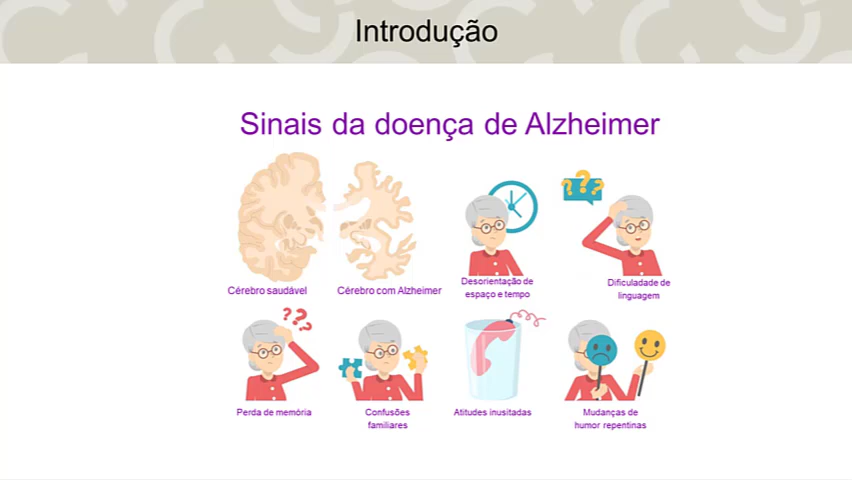 Introdução
Sinais da doença de Alzheimer
Cérebro saudável
Cérebro com Alzheimer
Desorientação de
espaço e tempo
Dificuladade de
linguagem
Perda de memória
Confusões
familiares
Atitudes inusitadas
Mudanças de
humor repentinas